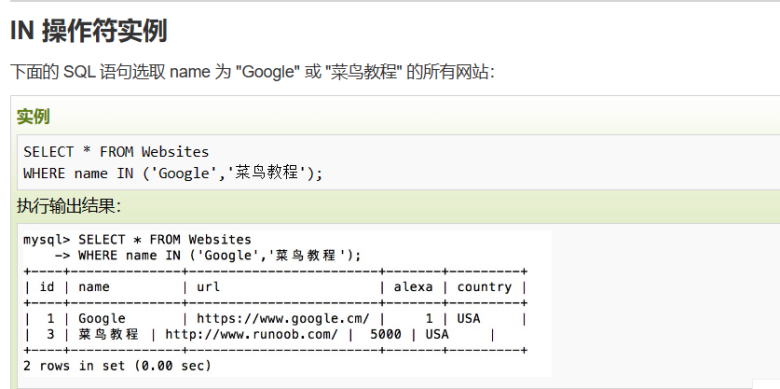 IN 操作符实例
下面的 SQL 语句选取 name 为 "Google" 或 "菜鸟教程" 的所有网站：
实例
SELECT * FROM Websites
WHERE name IN ('Google','菜鸟教程');
执行输出结果：
mysql> SELECT * FROM Websites
    -> WHERE name IN ('Google','菜鸟教程');
+----+--------------+-----------------------+-------+---------+
| id | name         | url                   | alexa | country |
+----+--------------+-----------------------+-------+---------+
|  1 | Google       | https://www.google.cm/ |     1 | USA     |
|  3 | 菜鸟教程 | http://www.runoob.com/ |  5000 | USA     |
+----+--------------+-----------------------+-------+---------+
2 rows in set (0.00 sec)